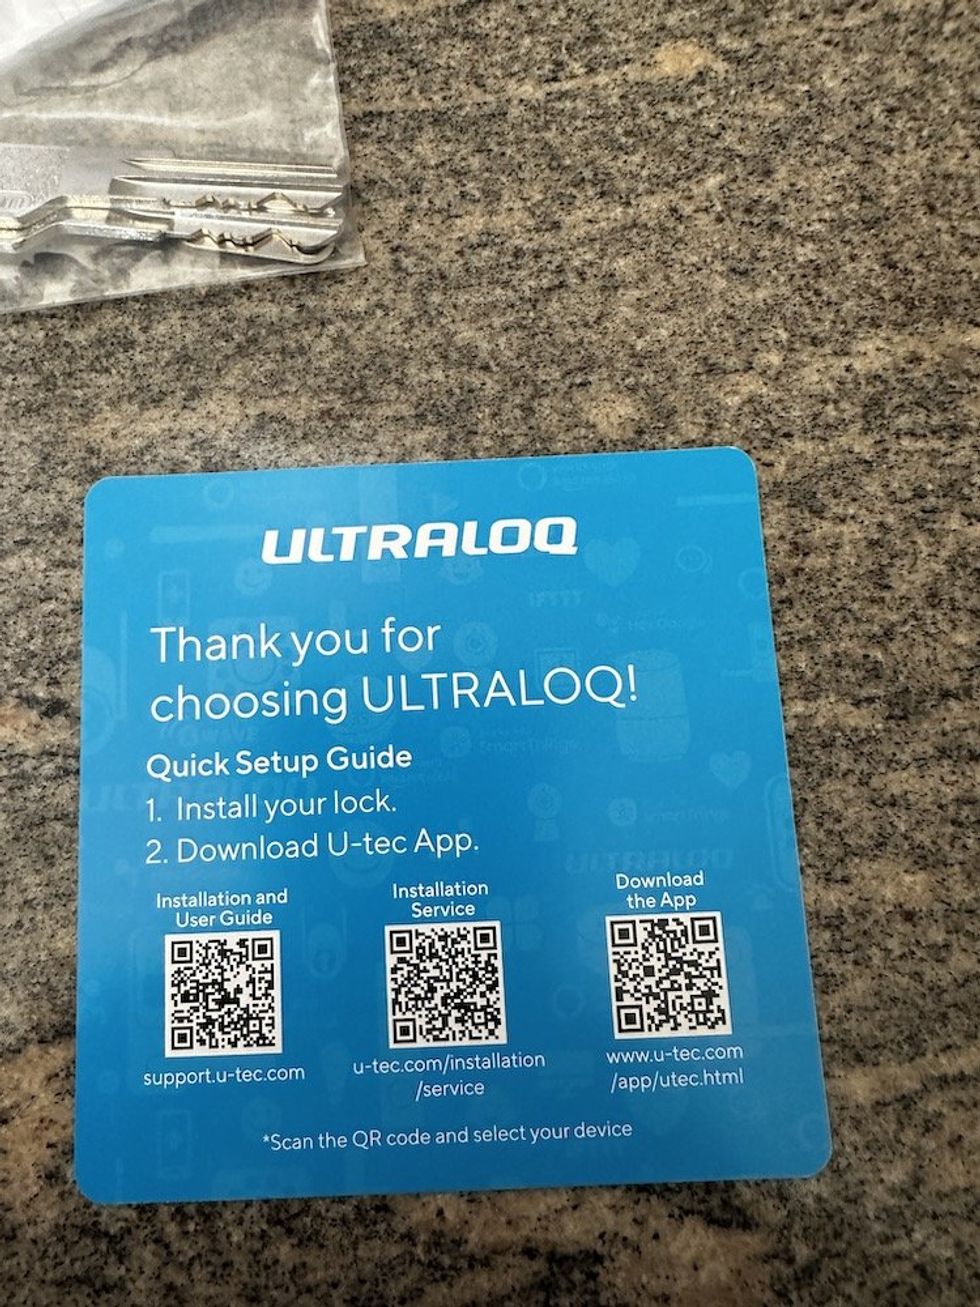 ULTRALOQ
Thank you for
choosing ULTRALOQ!
Quick Setup Guide
1. Install your lock.
2. Download U-tec App.
Installation and
User Guide
support.u-tec.com
Installation
Service
u-tec.com/installation
/service
Download
the App
www.u-tec.com
/app/utec.html
*Scan the QR code and select your device